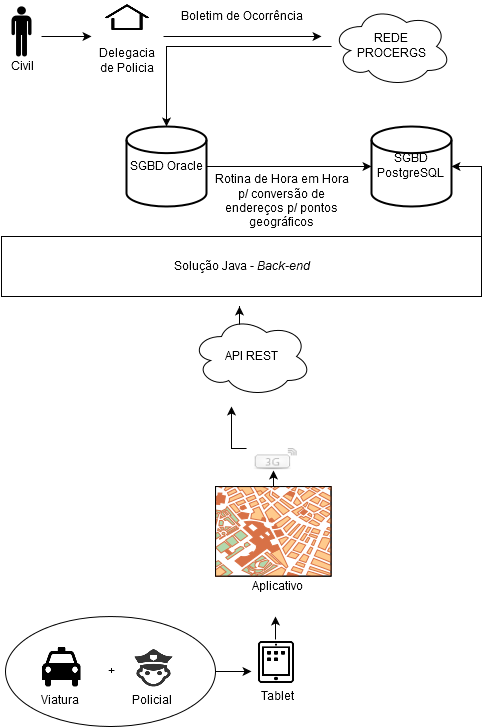 Boletim de Ocorrência
Civil
Delegacia
de Policia
REDE
PROCERGS
SGBD Oracle
Rotina de Hora em Hora
p/ conversão de
endereços p/ pontos
geográficos
SGBD
PostgreSQL
Solução Java - Back-end
API REST
3G
Aplicativo
Viatura
+
Policial
Tablet